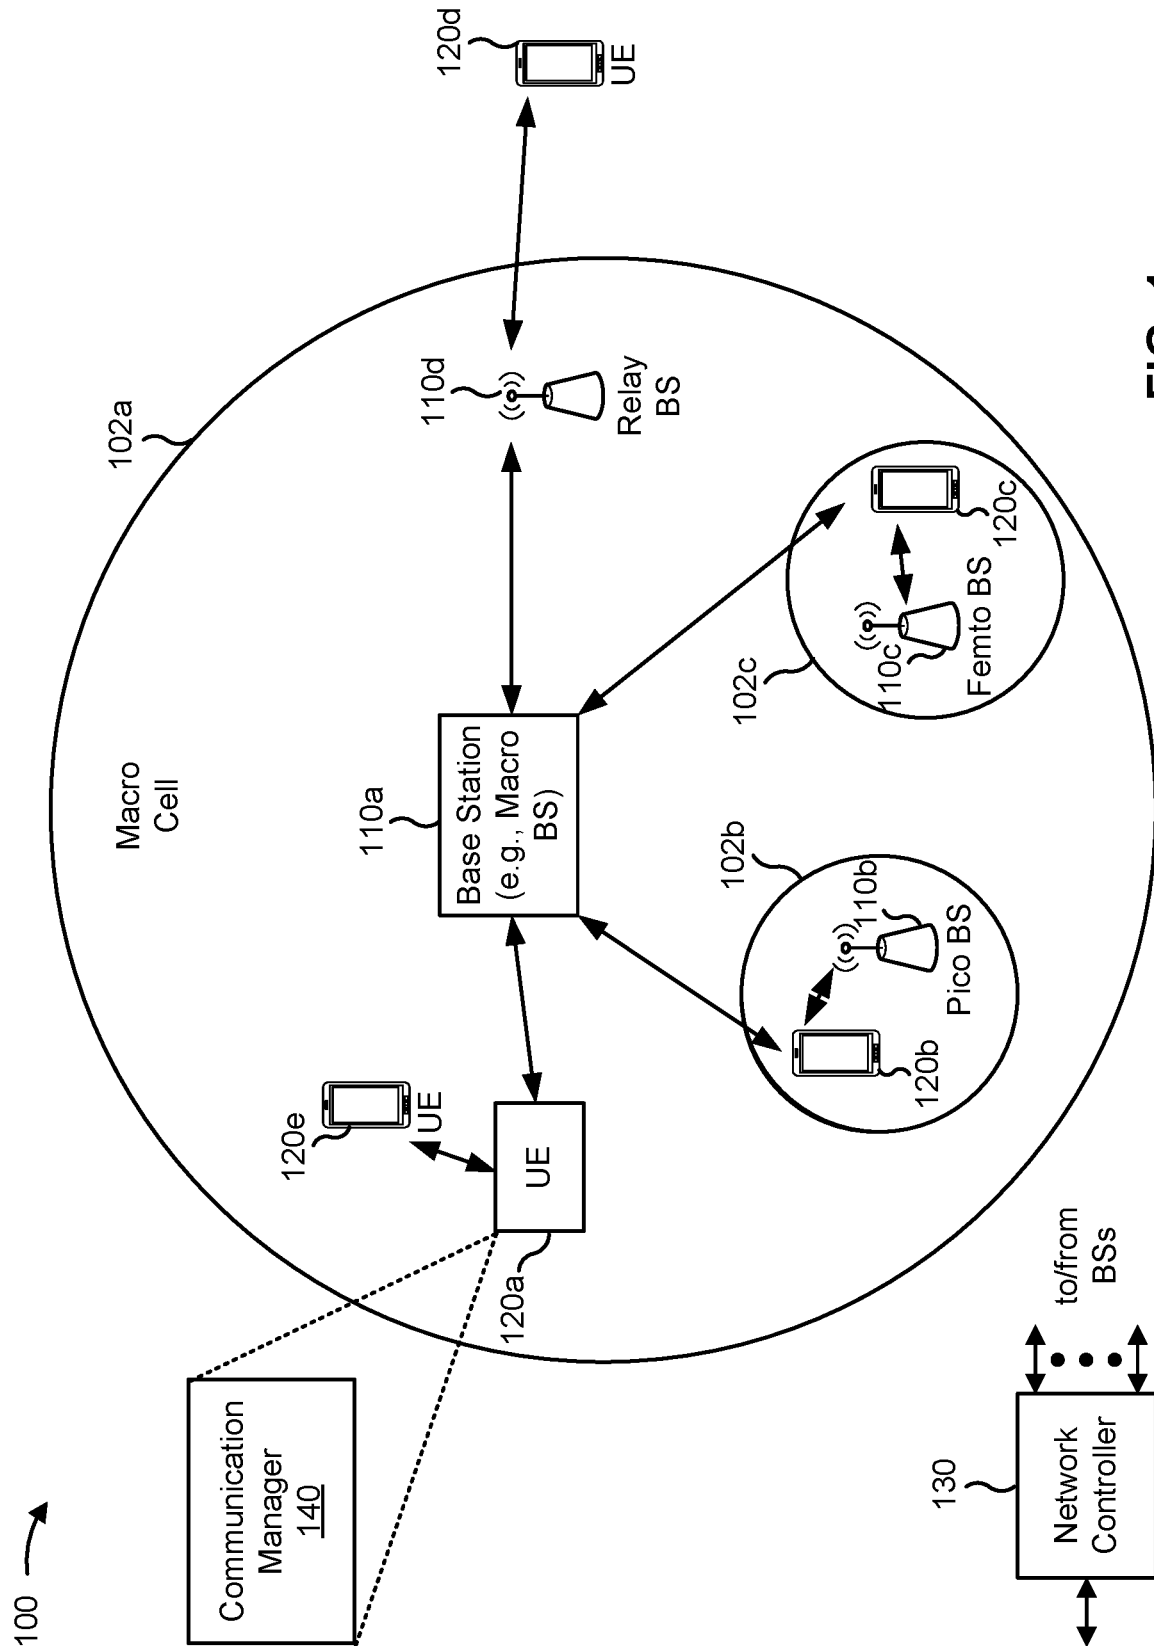 100
Communication
Manager
140
102a
Macro
Cell
120d
UE
110d
Relay
BS
110a
Base Station
(e.g., Macro
BS)
120e
UE
UE
120a
102b
110b
Pico BS
120b
102c
110c
Femto BS
120c
130
Network
Controller
to/from
BSs